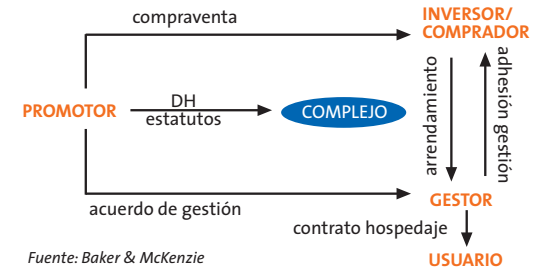 compraventa
INVERSOR/
COMPRADOR
PROMOTOR
DH
estatutos
COMPLEJO
arrendamiento
adhesión gestión
acuerdo de gestión
GESTOR
contrato hospedaje
USUARIO
Fuente: Baker & McKenzie